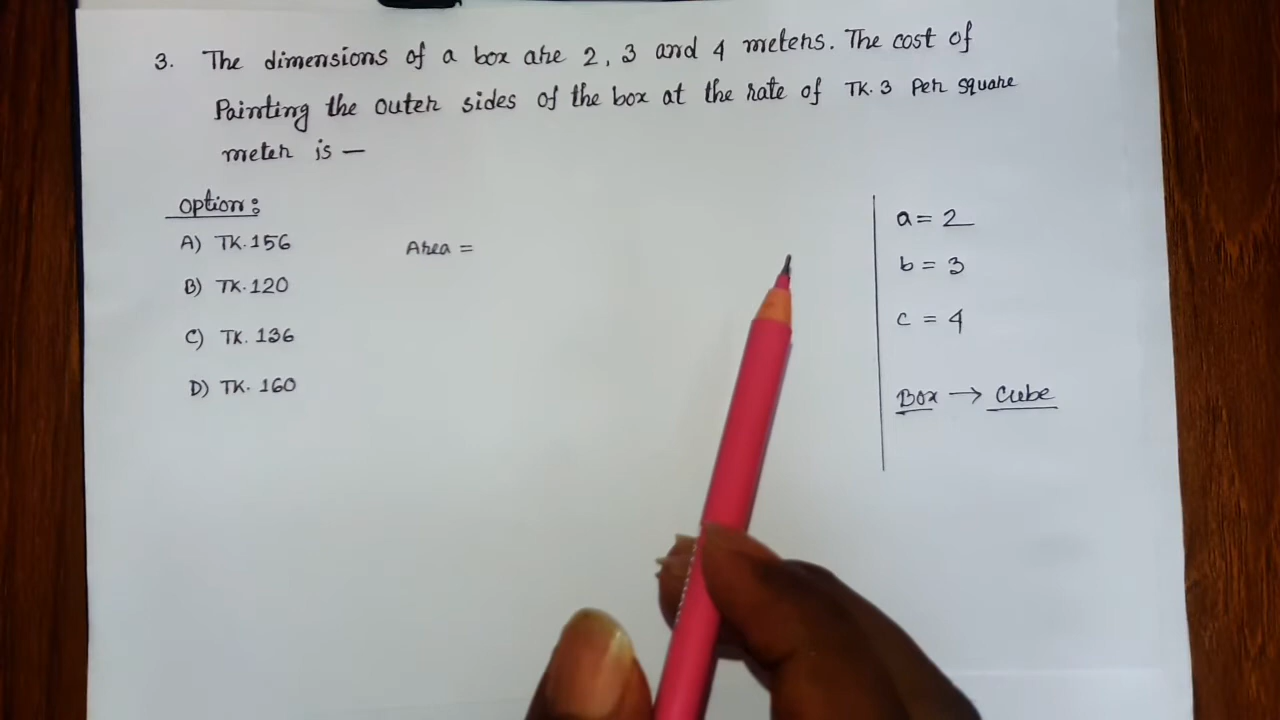 3. The dimensions of a box are 2, 3 and 4 meters. The cost of
Painting the outer sides of the box at the rate of TK. 3 Per square
meter is —
Option:
A) TK. 156
B) TK. 120
C) TK. 136
D) TK. 160
Area =
a = 2
b = 3
c = 4
Box → Cube